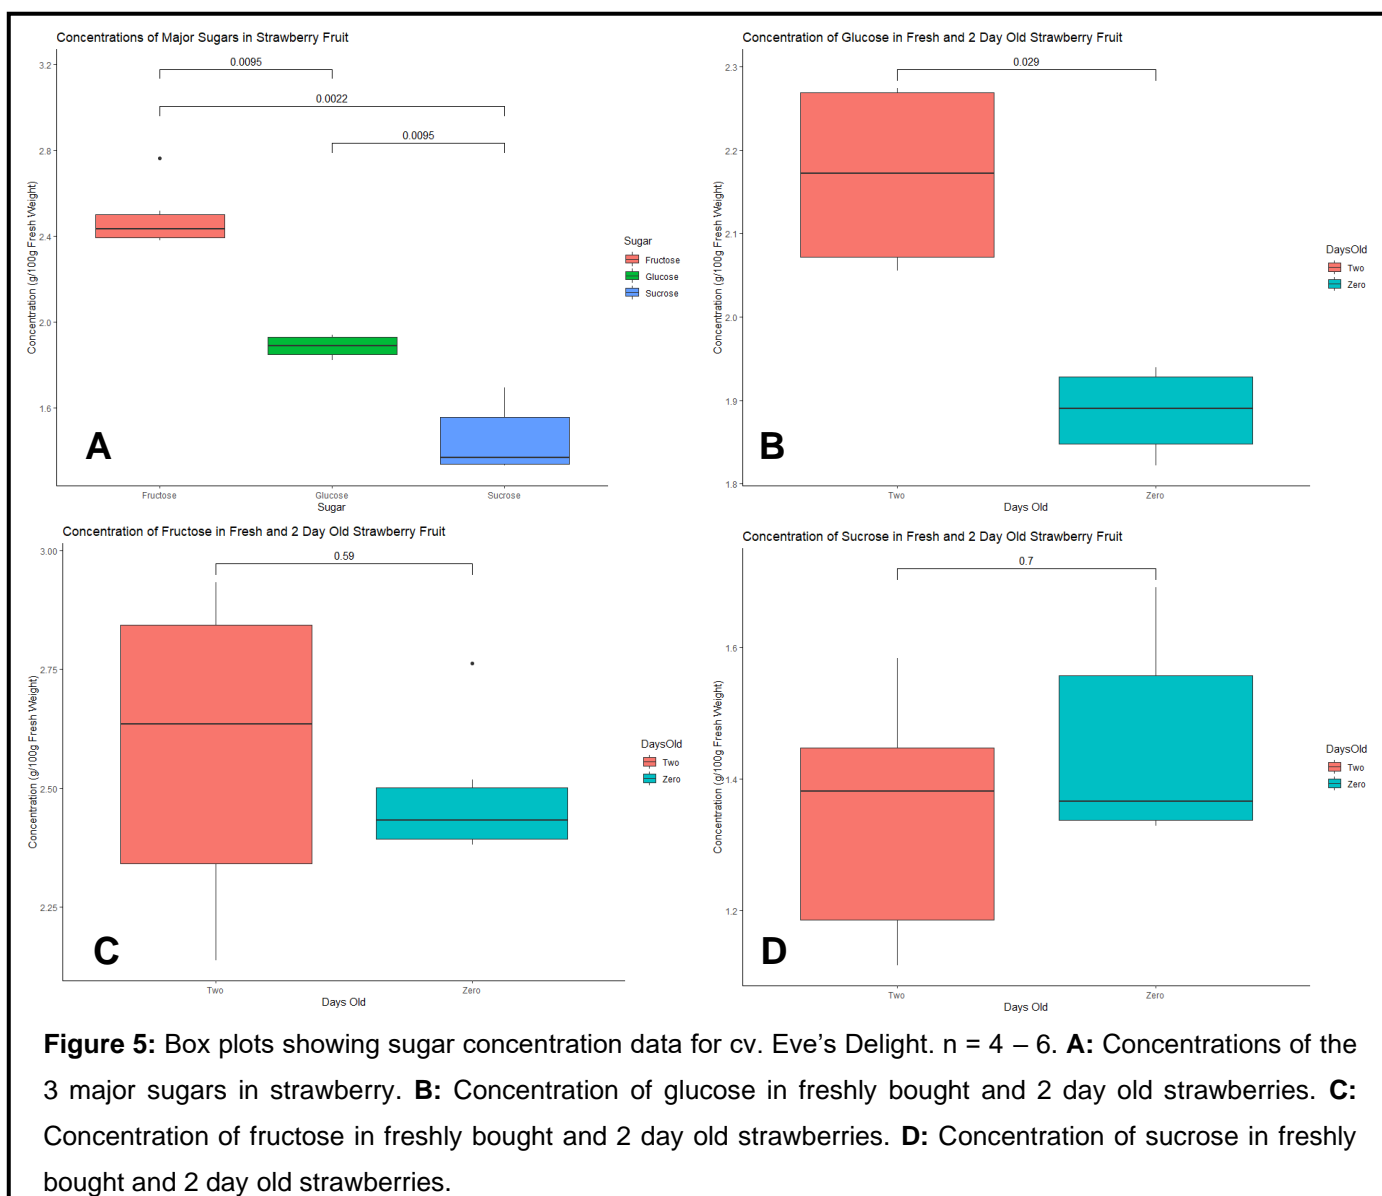 Concentrations of Major Sugars in Strawberry Fruit
Concentration (g/100g Fresh Weight)
3.2
2.8
2.4
2.0
1.6
0.0095
0.0022
0.0095
A
Fructose
Glucose
Sucrose
Sugar
Sugar
Fructose
Glucose
Sucrose
Concentration of Glucose in Fresh and 2 Day Old Strawberry Fruit
Concentration (g/100g Fresh Weight)
2.3
2.2
2.1
2.0
1.9
1.8
0.029
B
Two
Zero
Days Old
DaysOld
Two
Zero
Concentration of Fructose in Fresh and 2 Day Old Strawberry Fruit
Concentration (g/100g Fresh Weight)
3.00
2.75
2.50
2.25
0.59
C
Two
Zero
Days Old
DaysOld
Two
Zero
Concentration of Sucrose in Fresh and 2 Day Old Strawberry Fruit
Concentration (g/100g Fresh Weight)
1.6
1.4
1.2
0.7
D
Two
Zero
Days Old
DaysOld
Two
Zero
Figure 5: Box plots showing sugar concentration data for cv. Eve’s Delight. n = 4 – 6. A: Concentrations of the
3 major sugars in strawberry. B: Concentration of glucose in freshly bought and 2 day old strawberries. C:
Concentration of fructose in freshly bought and 2 day old strawberries. D: Concentration of sucrose in freshly
bought and 2 day old strawberries.